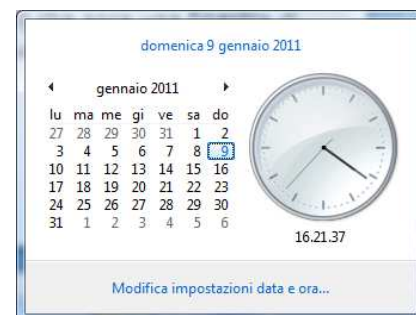 domenica 9 gennaio 2011
gennaio 2011
lu ma me gi ve sa do
27 28 29 30 31 1 2
3 4 5 6 7 8 9
10 11 12 13 14 15 16
17 18 19 20 21 22 23
24 25 26 27 28 29 30
31 1 2 3 4 5 6
16.21.37
Modifica impostazioni data e ora...